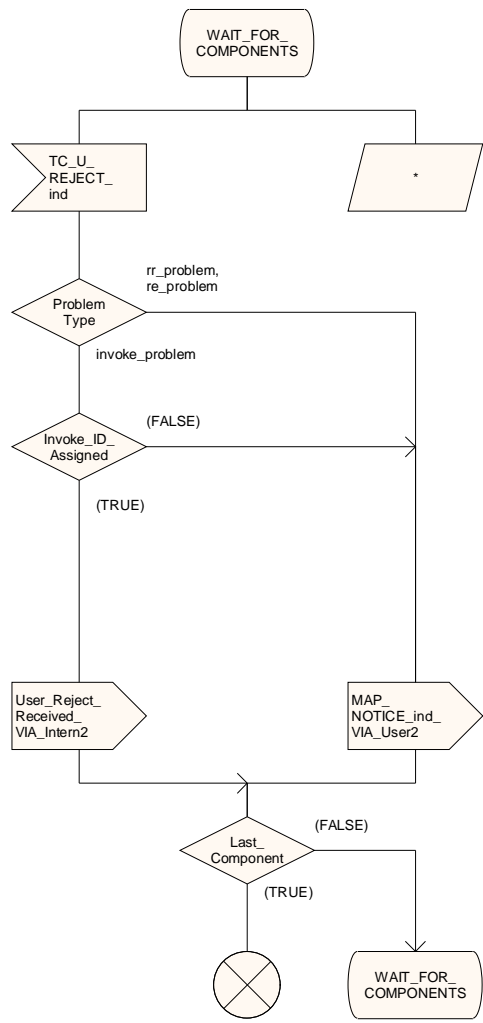 WAIT_FOR_
COMPONENTS
TC_U_
REJECT_
ind
*
rr_problem,
re_problem
Problem
Type
invoke_problem
(FALSE)
Invoke_ID_
Assigned
(TRUE)
User_Reject_
Received_
VIA_Intern2
MAP_
NOTICE_ind_
VIA_User2
(FALSE)
Last_
Component
(TRUE)
WAIT_FOR_
COMPONENTS